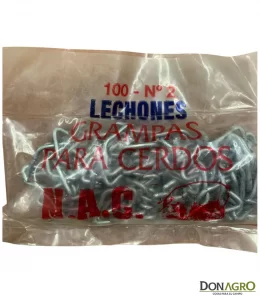 100 - Nº 2
LECHONES
GRAMPAS
PARA CERDOS
N.A.C.
DONAGRO